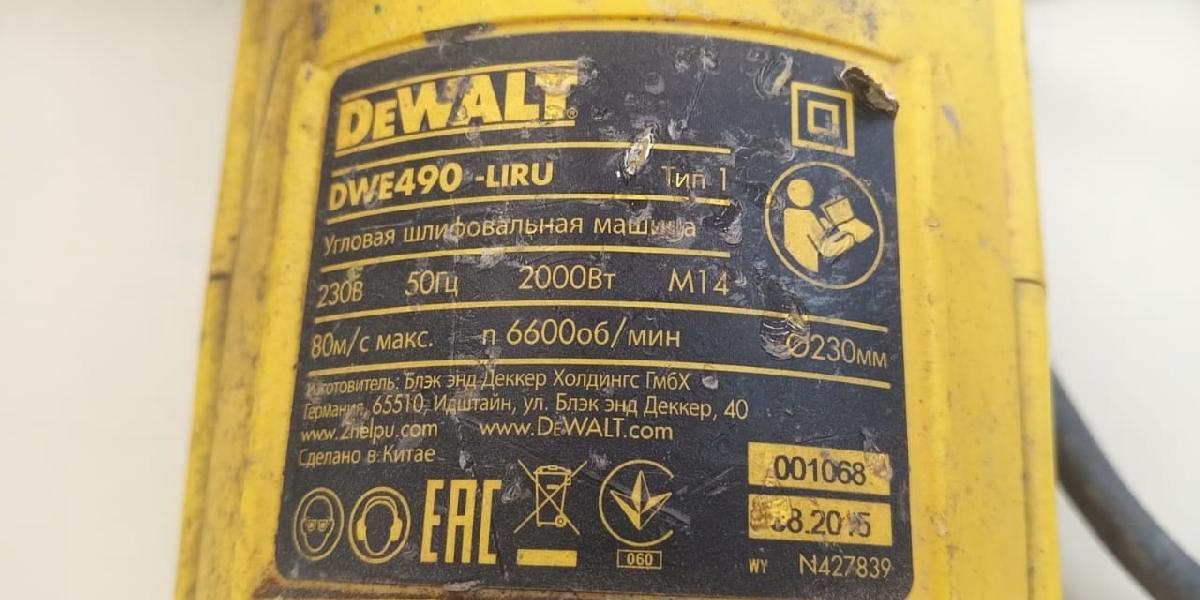 DEWALT®
DWE490 -LIRU Тип 1
Угловая шлифовальная машина
230В 50Гц 2000Вт M14
80м/с макс. n 6600об/мин Ø230мм
Изготовитель: Блэк энд Деккер Холдингс ГмбХ
Германия, 65510, Идштайн, ул. Блэк энд Деккер, 40
www.2helpu.com www.DEWALT.com
Сделано в Китае
001068
EAC
060
WY N427839